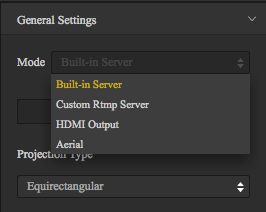 General Settings
Mode Built-in Server
Built-in Server
Custom Rtmp Server
HDMI Output
Aerial
Projection Type
Equirectangular